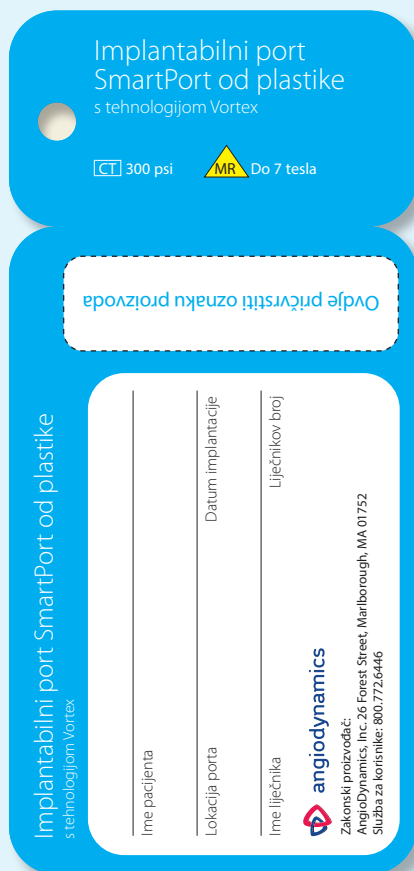 Implantabilni port
SmartPort od plastike
s tehnologijom Vortex
CT 300 psi MR Do 7 tesla
Ovdje pričvrstiti oznaku proizvoda
Implantabilni port SmartPort od plastike
s tehnologijom Vortex
Ime pacijenta
Lokacija porta Datum implantacije
Ime liječnika Liječnikov broj
angiodynamics
Zakonski proizvođač:
AngioDynamics, Inc. 26 Forest Street, Marlborough, MA 01752
Služba za korisnike: 800.772.6446